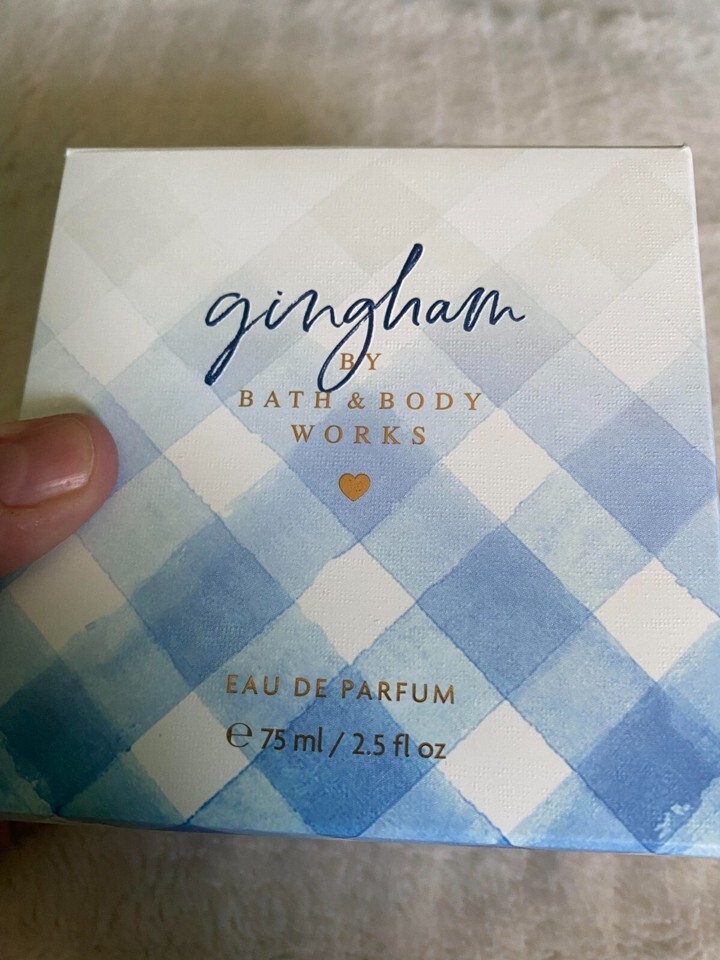 gingham
BY
BATH & BODY
WORKS
EAU DE PARFUM
℮ 75 ml / 2.5 fl oz